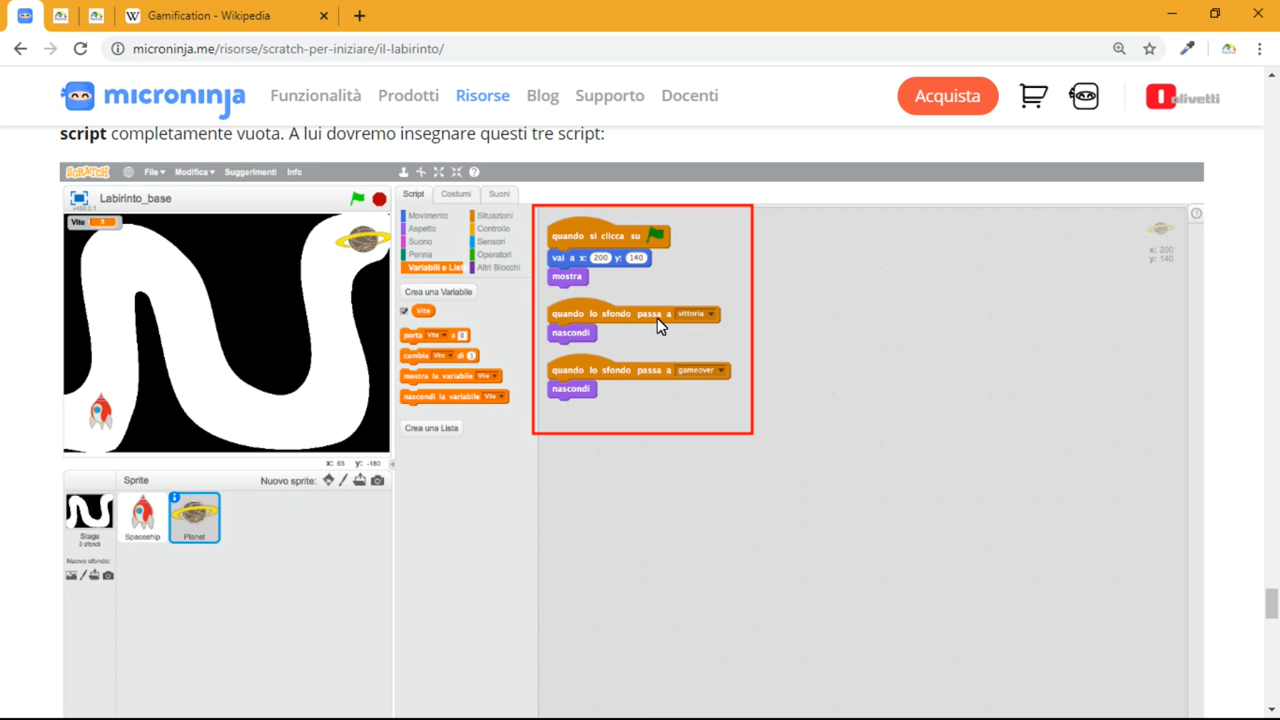 Gamification - Wikipedia
microninja.me/risorse/scratch-per-iniziare/il-labirinto/
microninja Funzionalità Prodotti Risorse Blog Supporto Docenti Acquista olivetti
script completamente vuota. A lui dovremo insegnare questi tre script:
SCRATCH File Modifica Suggerimenti Info
Labirinto_base
Script Costumi Suoni
Vite 3
Movimento Situazioni
Aspetto Controllo
Suono Sensori
Penna Operatori
Variabili e List Altri Blocchi
Crea una Variabile
Vite
porta Vite a 0
cambia Vite di 1
mostra la variabile Vite
nascondi la variabile Vite
Crea una Lista
quando si clicca su
vai a x: 200 y: 140
mostra
quando lo sfondo passa a vittoria
nascondi
quando lo sfondo passa a gameover
nascondi
x: 200
y: 140
x: 63 y: -180
Sprite Nuovo sprite:
Stage
3 sfondi
Spaceship
Planet
Nuovo sfondo: